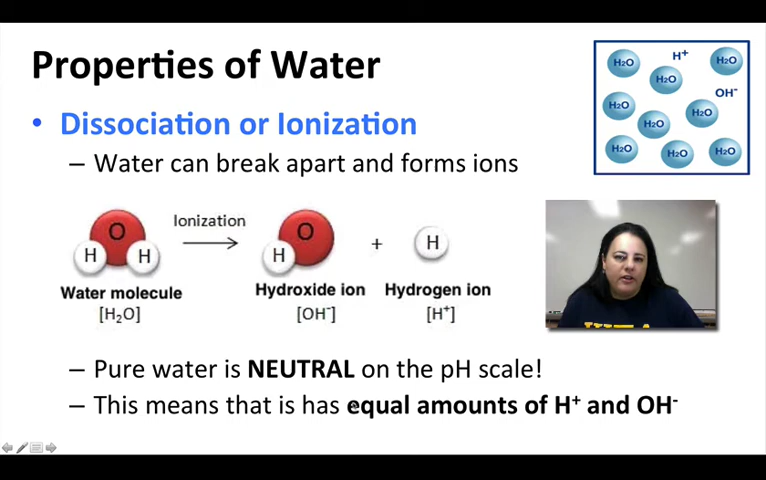 Properties of Water
• Dissociation or Ionization
– Water can break apart and forms ions
H₂O H⁺ H₂O
H₂O
OH⁻
H₂O H₂O
H₂O
H₂O H₂O H₂O
Ionization
O O
+ H
H H H
Water molecule Hydroxide ion Hydrogen ion
[H₂O] [OH⁻] [H⁺]
– Pure water is NEUTRAL on the pH scale!
– This means that is has equal amounts of H⁺ and OH⁻